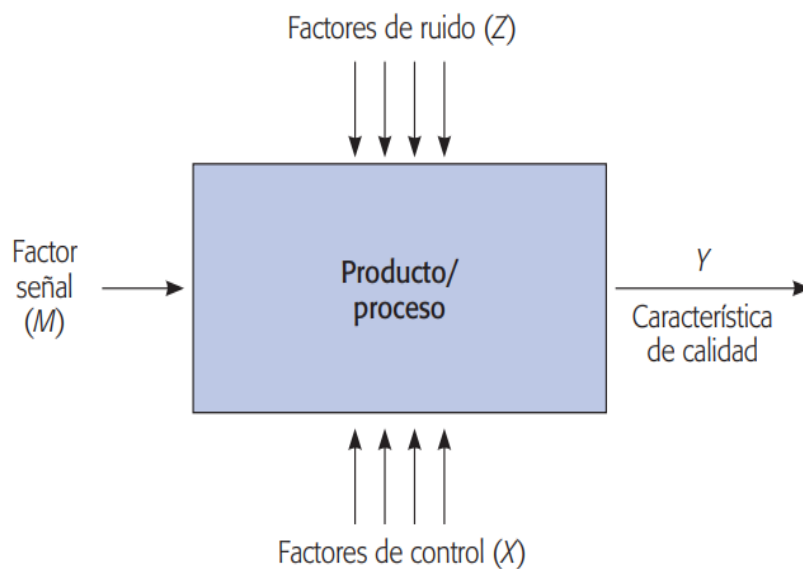 Factores de ruido (Z)
Factor
señal
(M)
Producto/
proceso
Y
Característica
de calidad
Factores de control (X)